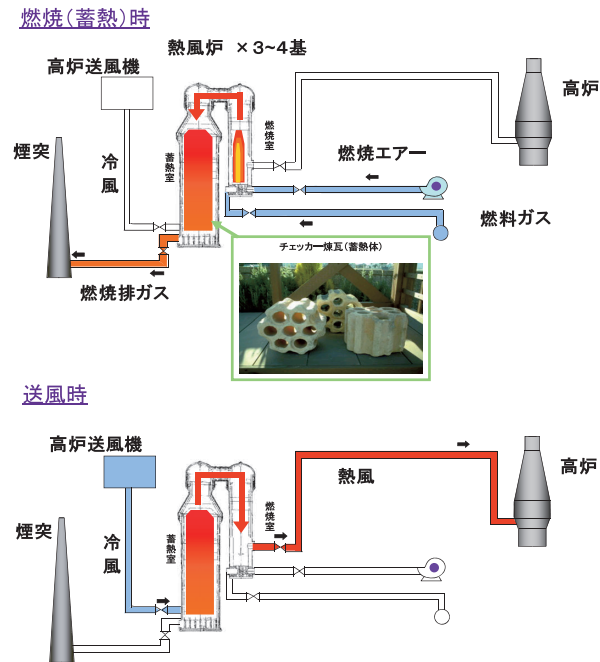 燃焼（蓄熱）時
熱風炉 ×3~4基
高炉送風機
高炉
煙突
冷風
蓄熱室
燃焼室
燃焼エアー
燃料ガス
燃焼排ガス
チェッカー煉瓦（蓄熱体）
送風時
高炉送風機
熱風
高炉
煙突
冷風
蓄熱室
燃焼室